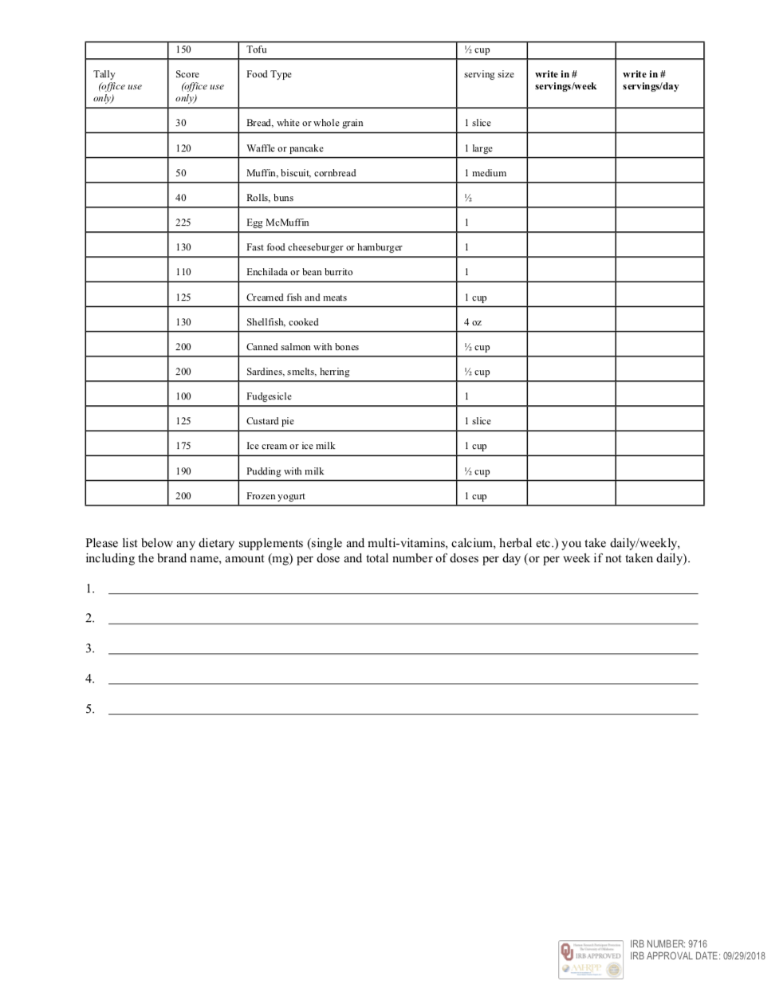 150 Tofu ½ cup
Tally Score Food Type serving size write in # write in #
(office use (office use servings/week servings/day
only) only)
30 Bread, white or whole grain 1 slice
120 Waffle or pancake 1 large
50 Muffin, biscuit, cornbread 1 medium
40 Rolls, buns ½
225 Egg McMuffin 1
130 Fast food cheeseburger or hamburger 1
110 Enchilada or bean burrito 1
125 Creamed fish and meats 1 cup
130 Shellfish, cooked 4 oz
200 Canned salmon with bones ½ cup
200 Sardines, smelts, herring ½ cup
100 Fudgesicle 1
125 Custard pie 1 slice
175 Ice cream or ice milk 1 cup
190 Pudding with milk ½ cup
200 Frozen yogurt 1 cup
Please list below any dietary supplements (single and multi-vitamins, calcium, herbal etc.) you take daily/weekly,
including the brand name, amount (mg) per dose and total number of doses per day (or per week if not taken daily).
1.
2.
3.
4.
5.
IRB APPROVED
AAHRPP
IRB NUMBER: 9716
IRB APPROVAL DATE: 09/29/2018